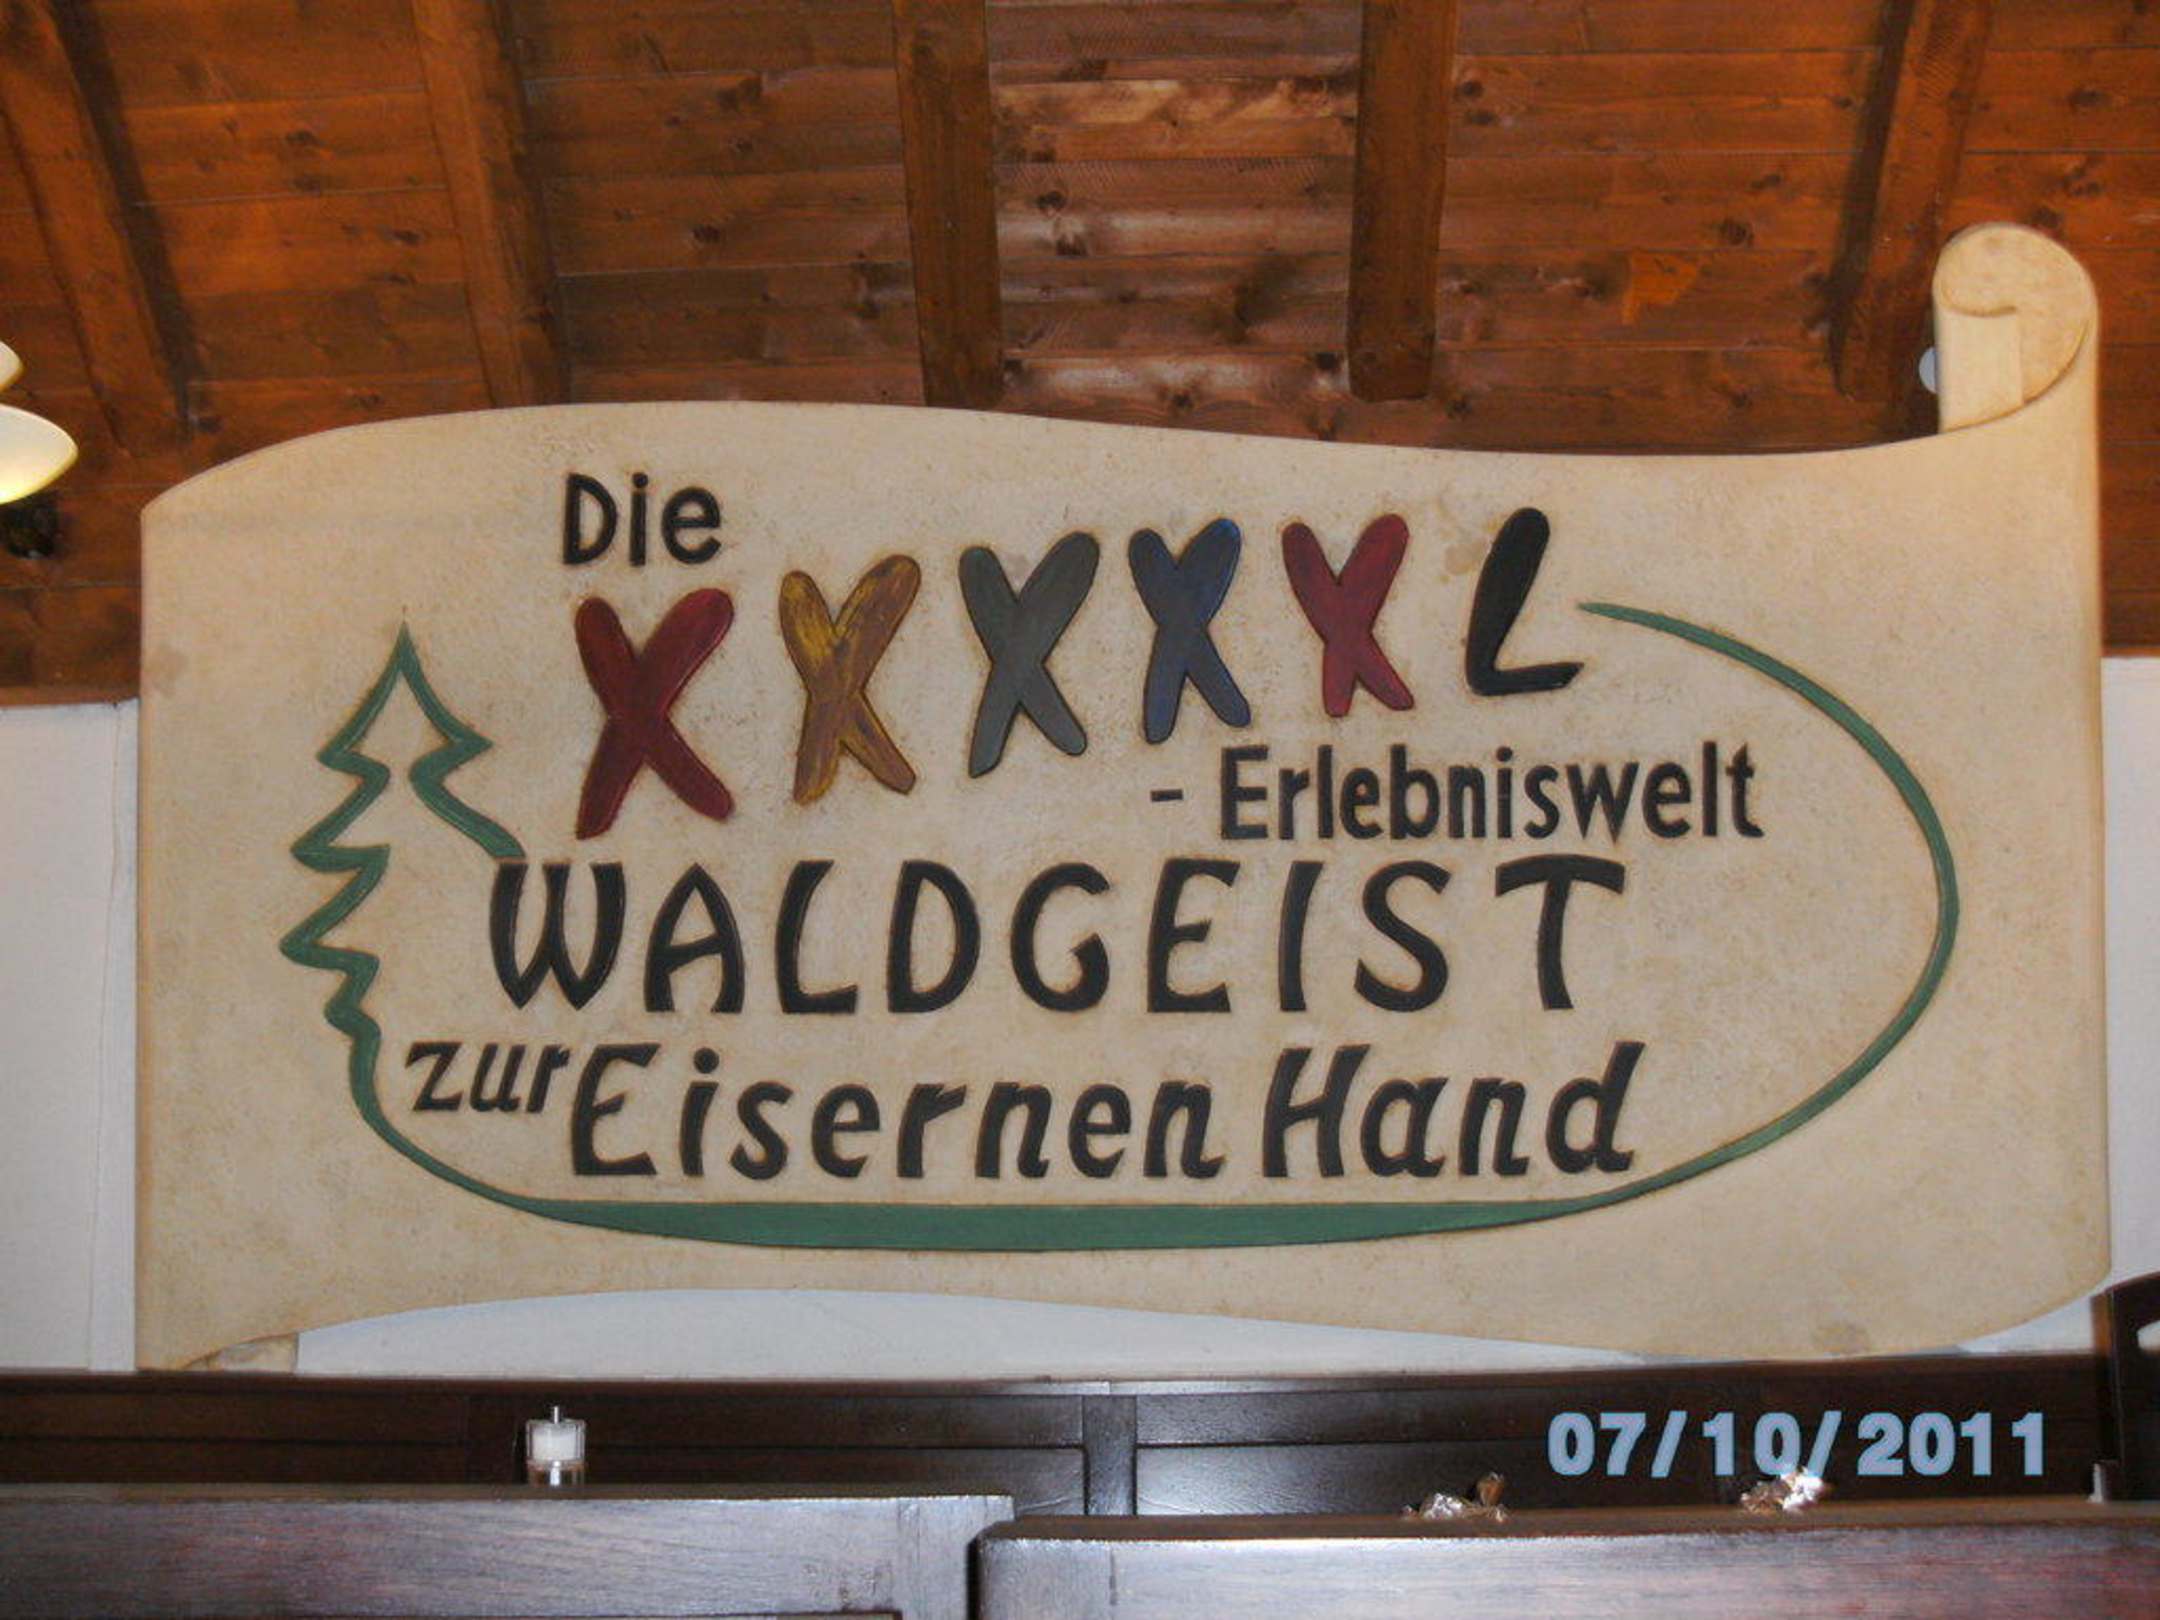 Die
XXXXXL
- Erlebniswelt
WALDGEIST
zur Eisernen Hand
07/10/2011